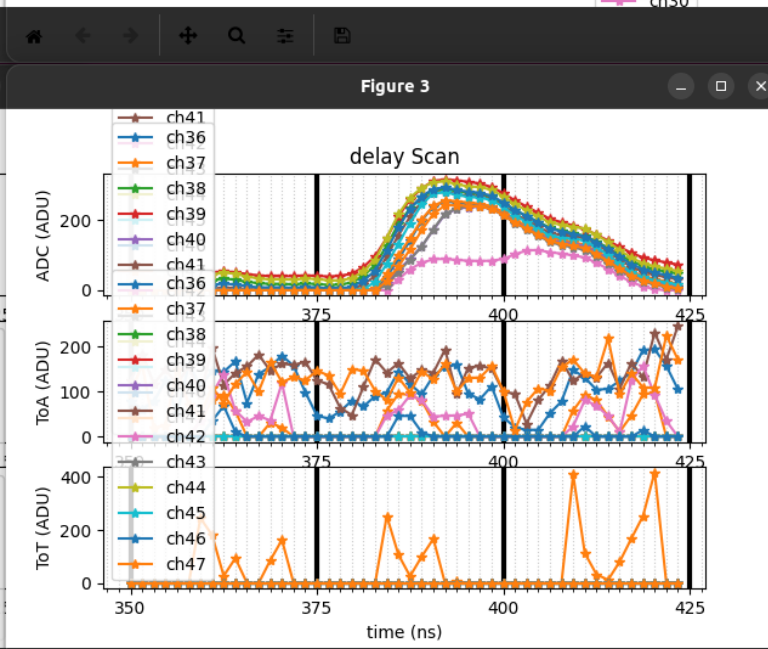 ch30
Figure 3
delay Scan
ch41
ch36
ch37
ch38
ch39
ch40
ch41
ch36
ch37
ch38
ch39
ch40
ch41
ch42
ch43
ch44
ch45
ch46
ch47
ADC (ADU)
200
0
375
400
425
ToA (ADU)
200
100
0
350
375
400
425
ToT (ADU)
400
200
0
350
375
400
425
time (ns)